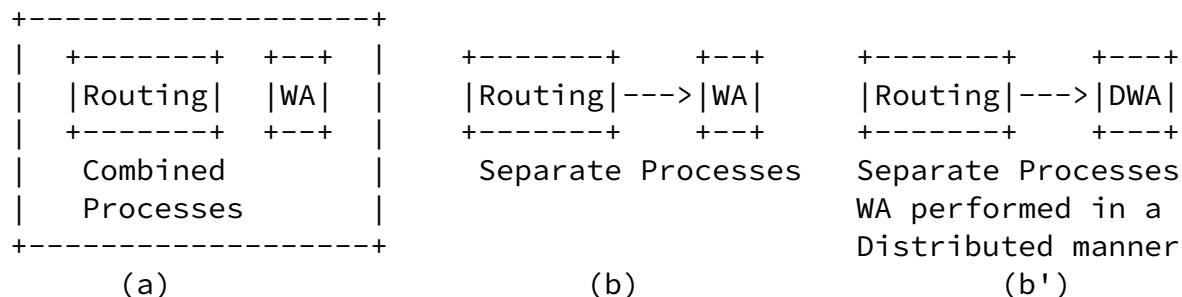 +-------------------+
|  +-------+  +--+  |    +-------+    +--+     +-------+    +---+
|  |Routing|  |WA|  |    |Routing|--->|WA|     |Routing|--->|DWA|
|  +-------+  +--+  |    +-------+    +--+     +-------+    +---+
|   Combined        |     Separate Processes   Separate Processes
|   Processes       |                          WA performed in a
+-------------------+                          Distributed manner
      (a)                       (b)                    (b')